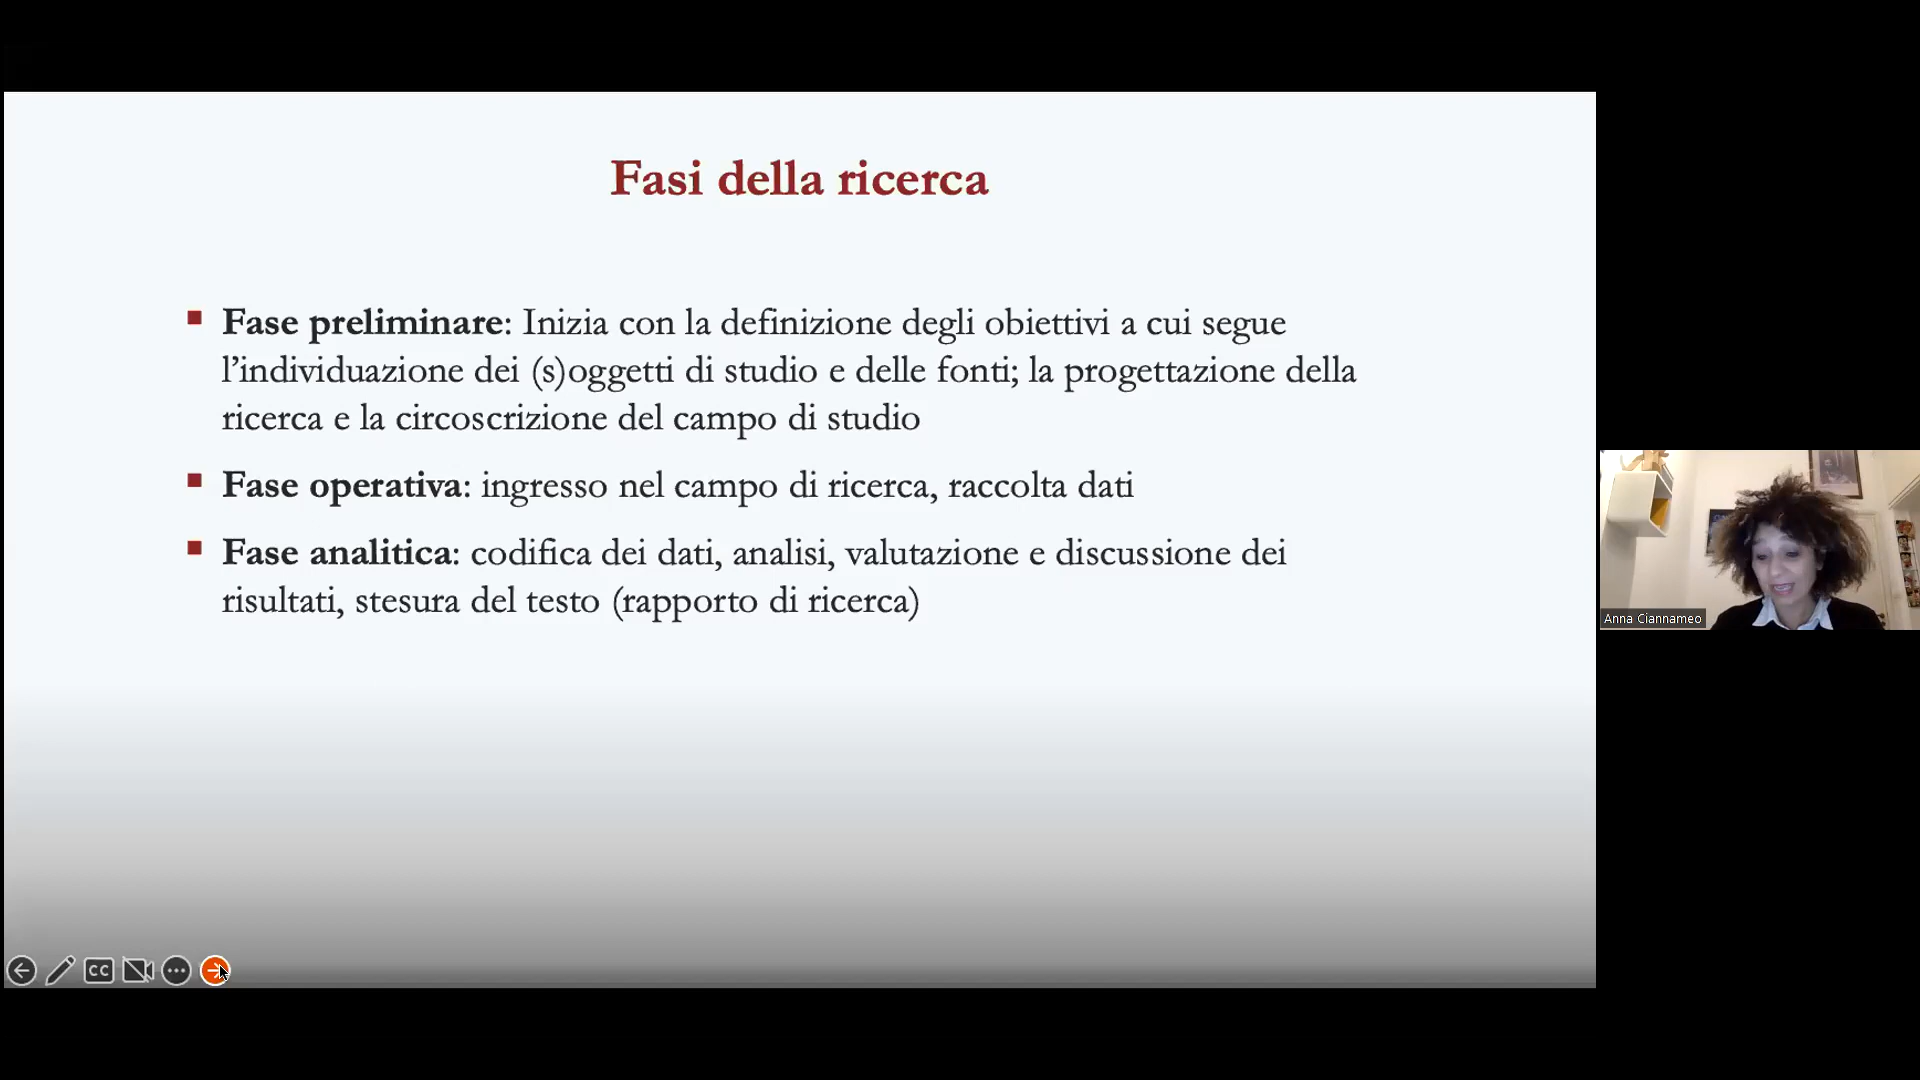 Fasi della ricerca
Fase preliminare: Inizia con la definizione degli obiettivi a cui segue
l’individuazione dei (s)oggetti di studio e delle fonti; la progettazione della
ricerca e la circoscrizione del campo di studio
Fase operativa: ingresso nel campo di ricerca, raccolta dati
Fase analitica: codifica dei dati, analisi, valutazione e discussione dei
risultati, stesura del testo (rapporto di ricerca)
CC
Anna Ciannameo